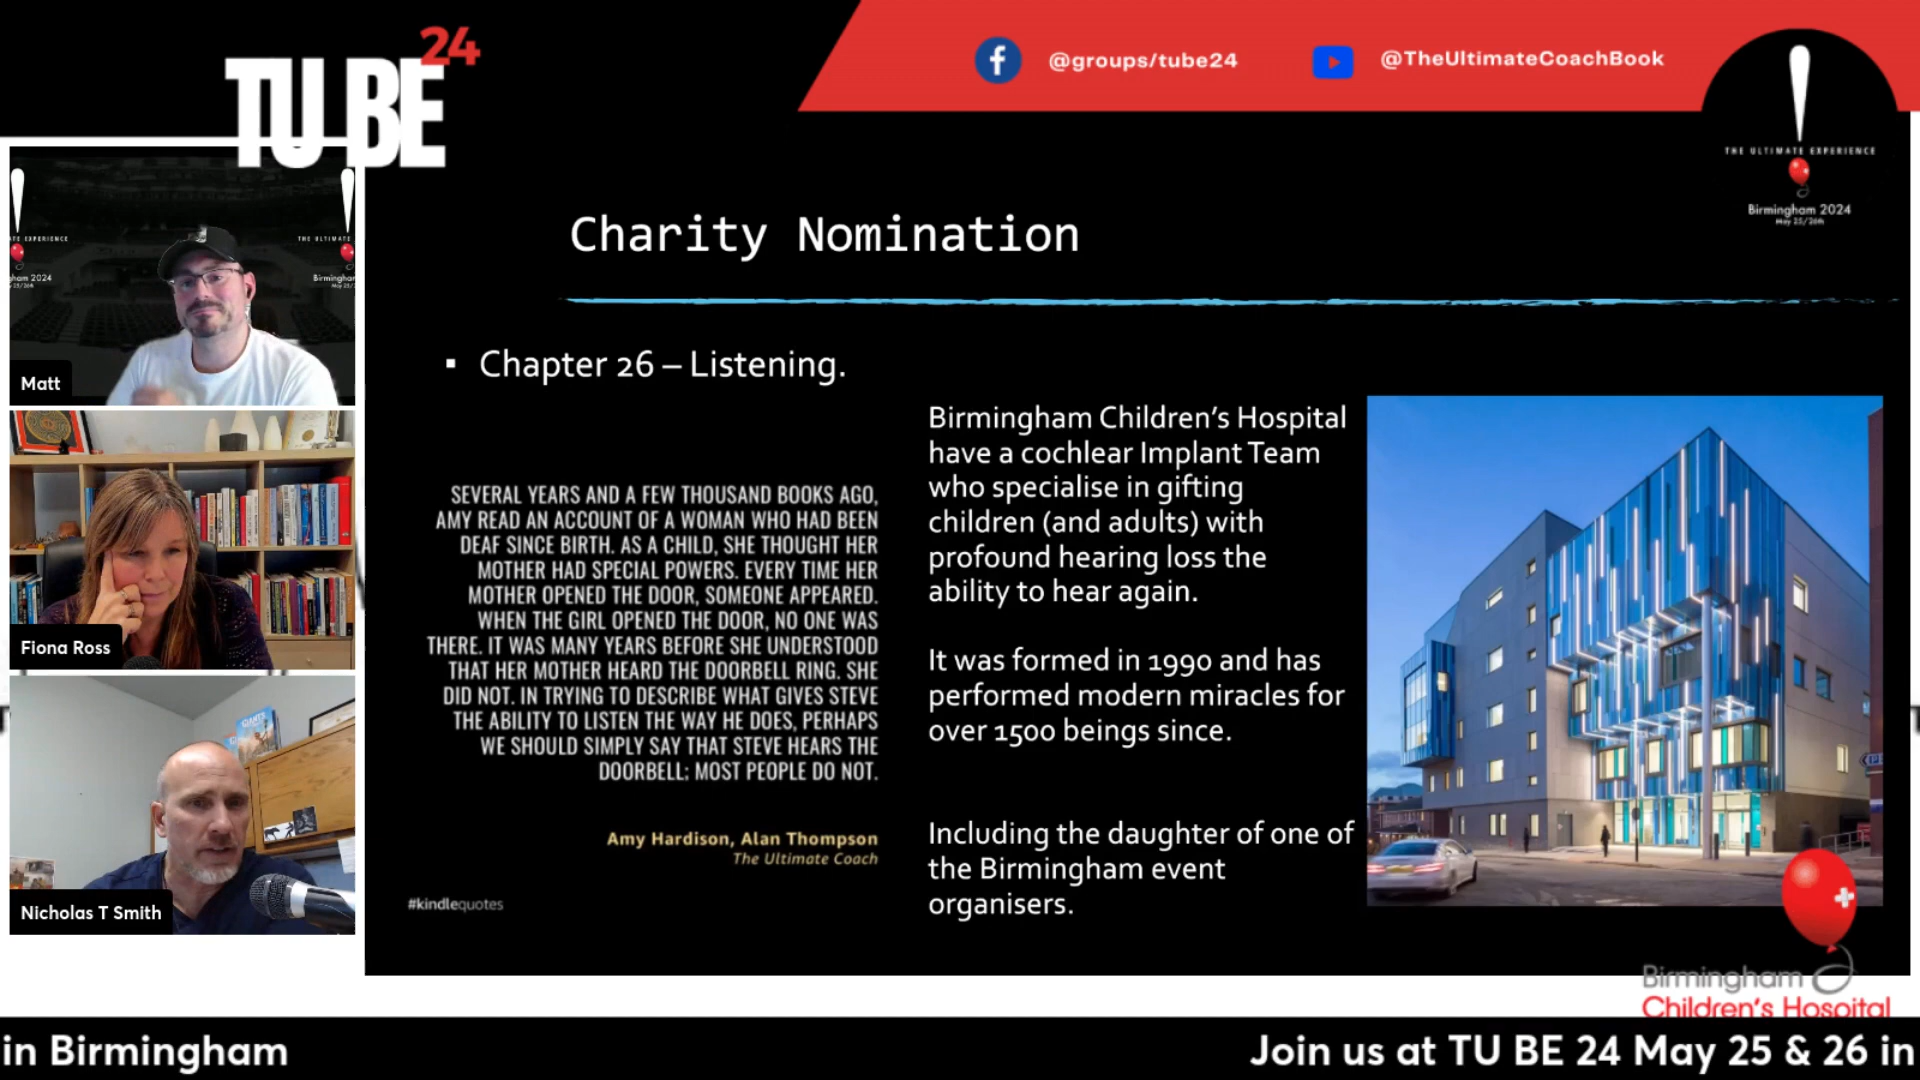 TU BE 24
@groups/tube24
@TheUltimateCoachBook
THE ULTIMATE EXPERIENCE
Birmingham 2024
May 25/26th
Matt
Fiona Ross
Nicholas T Smith
Charity Nomination
Chapter 26 – Listening.
SEVERAL YEARS AND A FEW THOUSAND BOOKS AGO,
AMY READ AN ACCOUNT OF A WOMAN WHO HAD BEEN
DEAF SINCE BIRTH. AS A CHILD, SHE THOUGHT HER
MOTHER HAD SPECIAL POWERS. EVERY TIME HER
MOTHER OPENED THE DOOR, SOMEONE APPEARED.
WHEN THE GIRL OPENED THE DOOR, NO ONE WAS
THERE. IT WAS MANY YEARS BEFORE SHE UNDERSTOOD
THAT HER MOTHER HEARD THE DOORBELL RING. SHE
DID NOT. IN TRYING TO DESCRIBE WHAT GIVES STEVE
THE ABILITY TO LISTEN THE WAY HE DOES, PERHAPS
WE SHOULD SIMPLY SAY THAT STEVE HEARS THE
DOORBELL: MOST PEOPLE DO NOT.
Amy Hardison, Alan Thompson
The Ultimate Coach
#kindlequotes
Birmingham Children's Hospital
have a cochlear Implant Team
who specialise in gifting
children (and adults) with
profound hearing loss the
ability to hear again.
It was formed in 1990 and has
performed modern miracles for
over 1500 beings since.
Including the daughter of one of
the Birmingham event
organisers.
Birmingham
Children's Hospital
in Birmingham
Join us at TU BE 24 May 25 & 26 in